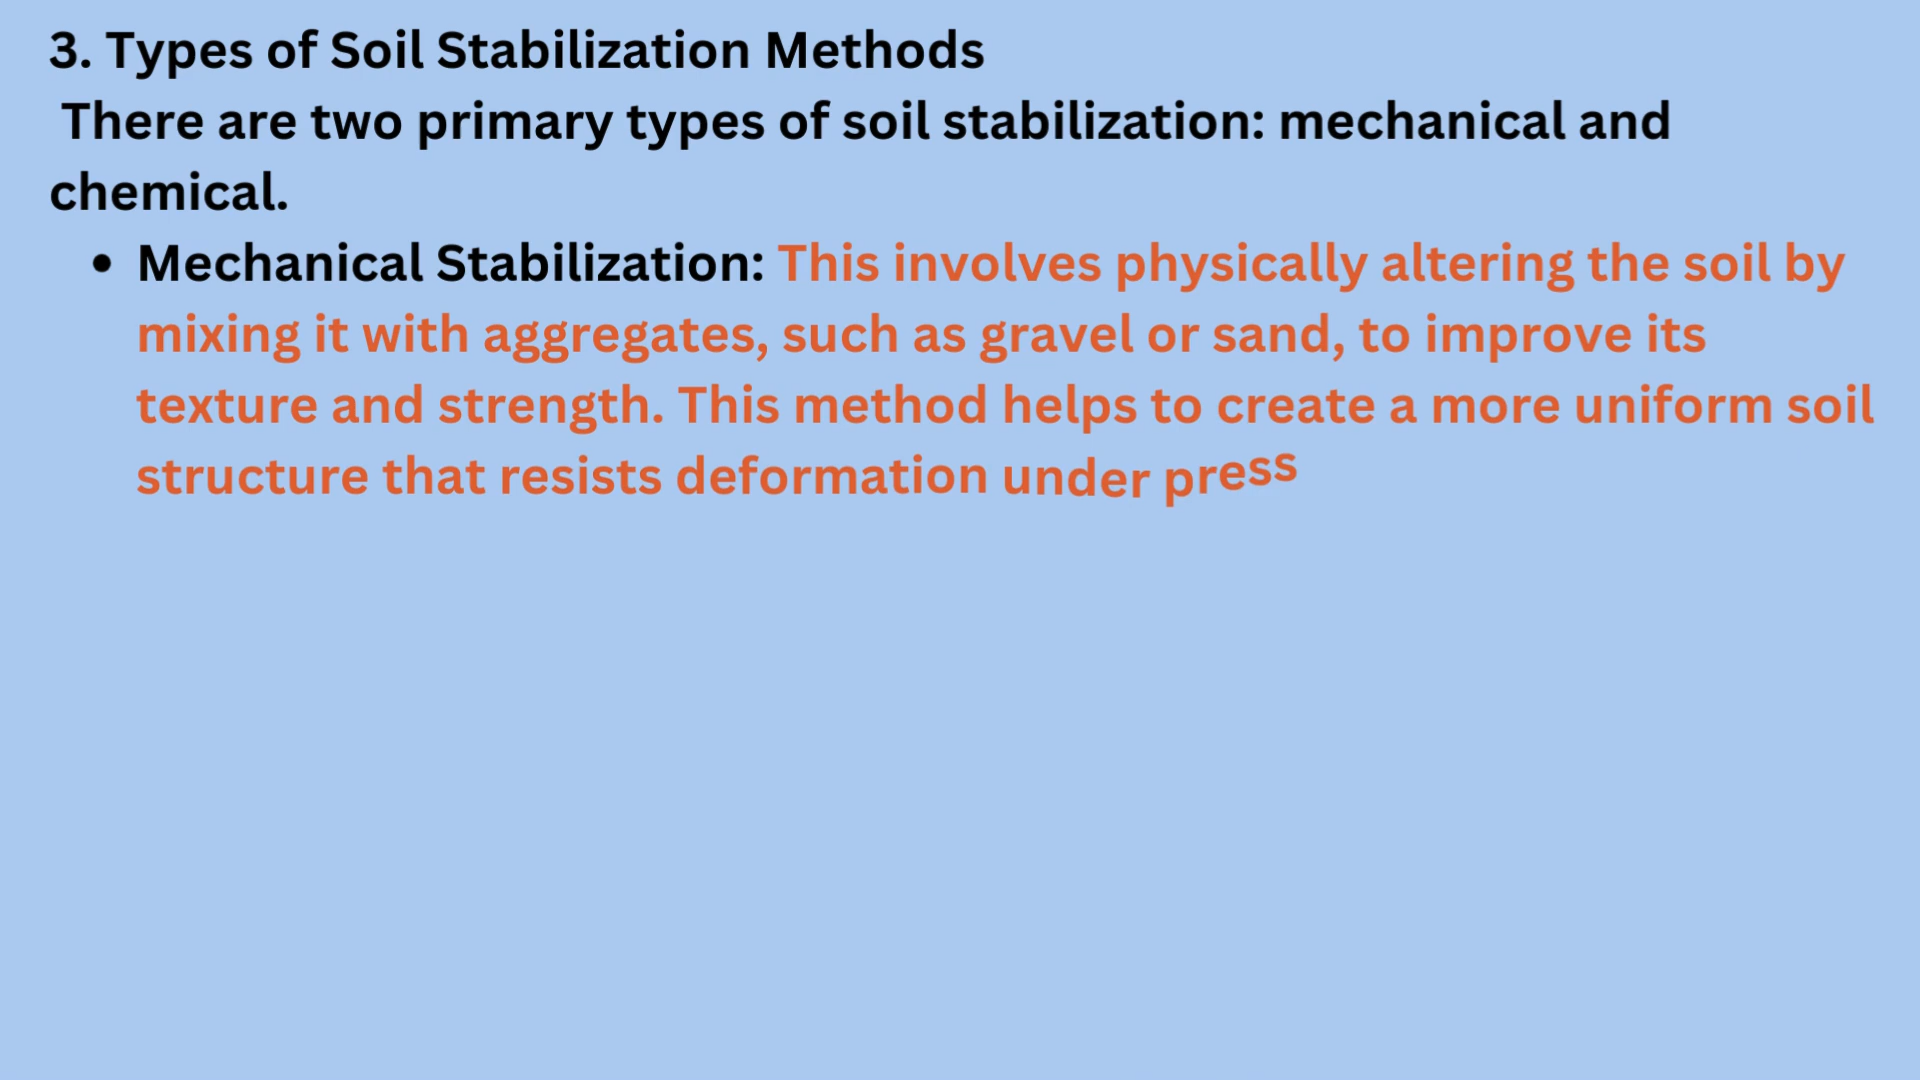 3. Types of Soil Stabilization Methods
There are two primary types of soil stabilization: mechanical and
chemical.
• Mechanical Stabilization: This involves physically altering the soil by
mixing it with aggregates, such as gravel or sand, to improve its
texture and strength. This method helps to create a more uniform soil
structure that resists deformation under press